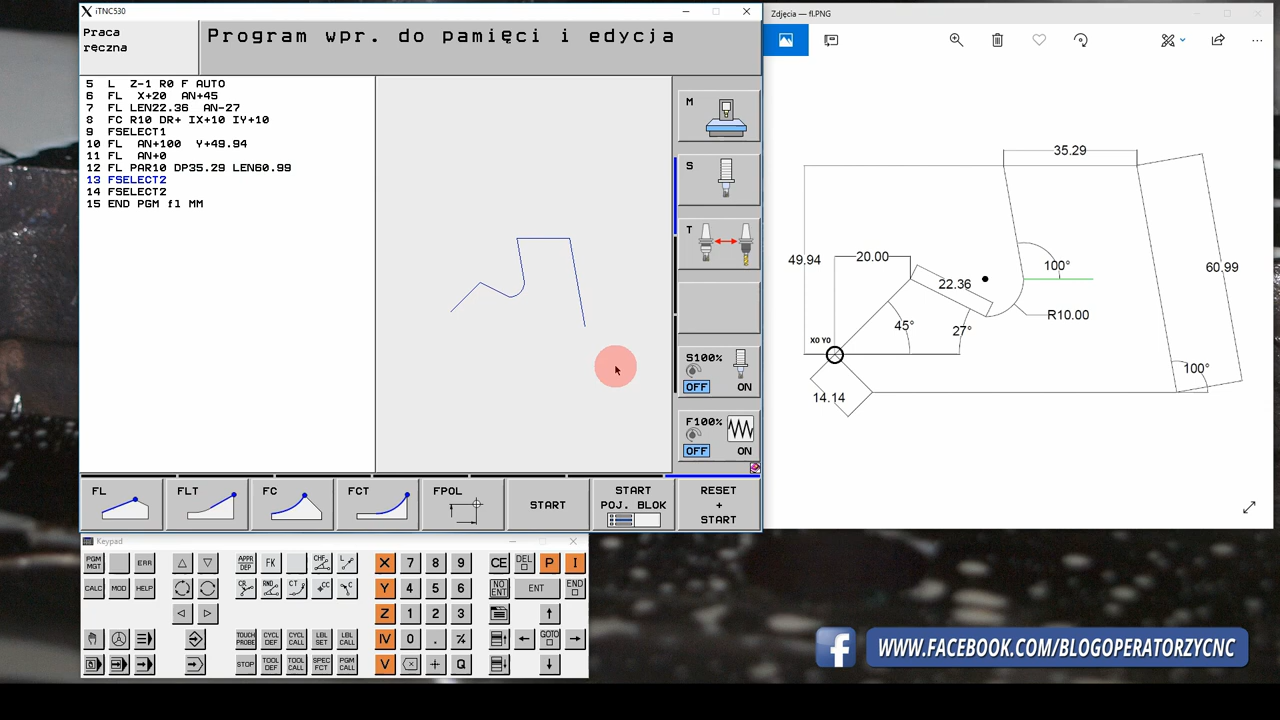 iTNC530
Praca
ręczna
Program wpr. do pamięci i edycja
5 L Z-1 R0 F AUTO
6 FL X+20 AN+45
7 FL LEN22.36 AN-27
8 FC R10 DR+ IX+10 IY+10
9 FSELECT1
10 FL AN+100 Y+49.94
11 FL AN+0
12 FL PAR10 DP35.29 LEN60.99
13 FSELECT2
14 FSELECT2
15 END PGM fl MM
M
S
T
S100%
OFF ON
F100%
OFF ON
FL
FLT
FC
FCT
FPOL
START
START
POJ. BLOK
RESET
+
START
Zdjęcia — fl.PNG
35.29
49.94
20.00
22.36
100°
60.99
45°
27°
R10.00
X0 Y0
14.14
100°
Keypad
PGM MGT
ERR
APPR DEP
FK
CHF
L
X 7 8 9
CE
DEL
P
I
CALC
MOD
HELP
CR
RND
CT
CC
C
Y 4 5 6
NO ENT
ENT
END
Z 1 2 3
TOUCH PROBE
CYCL DEF
CYCL CALL
LBL SET
LBL CALL
IV 0 .
GOTO
STOP
TOOL DEF
TOOL CALL
SPEC FCT
PGM CALL
V
+ Q
WWW.FACEBOOK.COM/BLOGOPERATORZYCNC